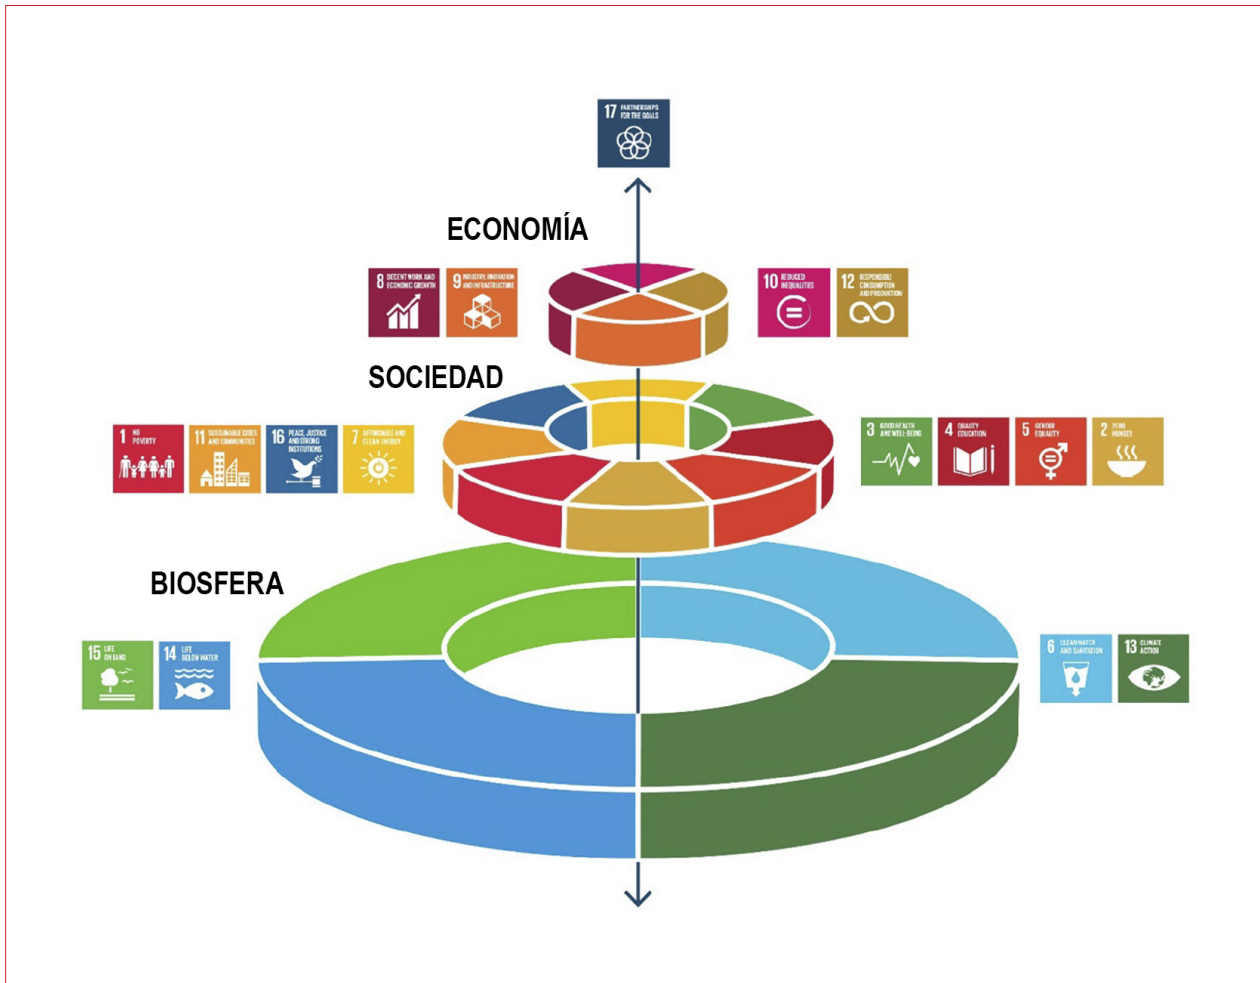 17 PARTNERSHIPS
FOR THE GOALS
ECONOMÍA
8 DECENT WORK AND
ECONOMIC GROWTH
9 INDUSTRY, INNOVATION
AND INFRASTRUCTURE
10 REDUCED
INEQUALITIES
12 RESPONSIBLE
CONSUMPTION
AND PRODUCTION
SOCIEDAD
1 NO
POVERTY
11 SUSTAINABLE CITIES
AND COMMUNITIES
16 PEACE, JUSTICE
AND STRONG
INSTITUTIONS
7 AFFORDABLE AND
CLEAN ENERGY
3 GOOD HEALTH
AND WELL-BEING
4 QUALITY
EDUCATION
5 GENDER
EQUALITY
2 ZERO
HUNGER
BIOSFERA
15 LIFE
ON LAND
14 LIFE
BELOW WATER
6 CLEAN WATER
AND SANITATION
13 CLIMATE
ACTION